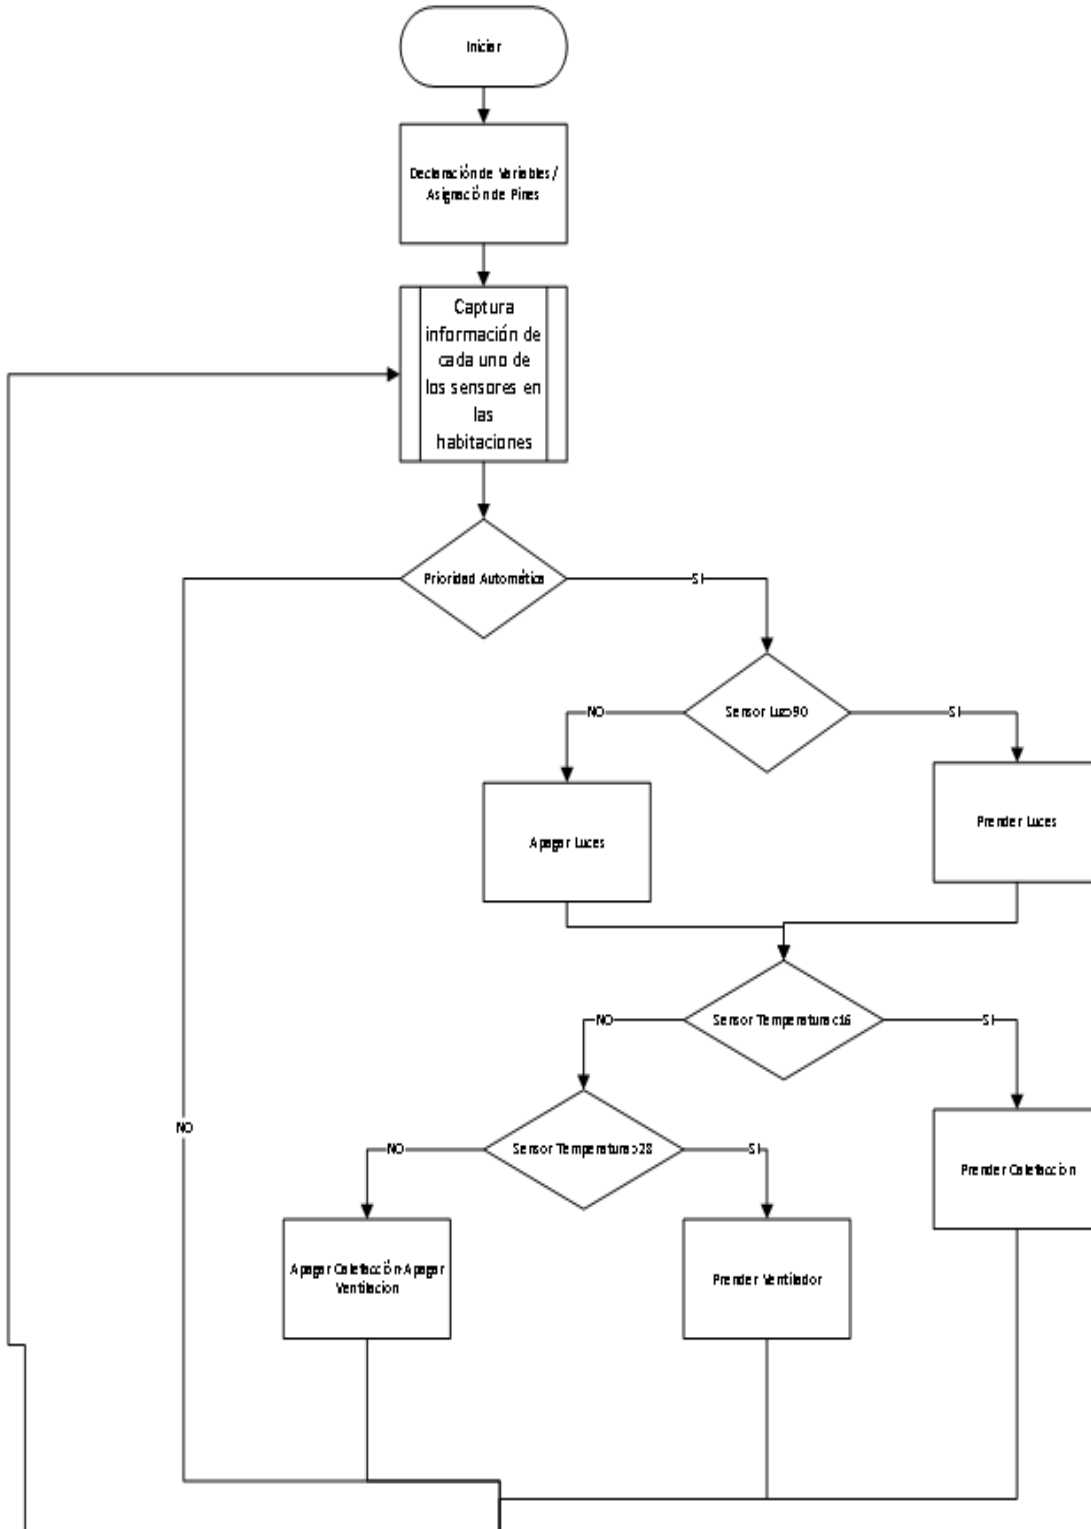 Iniciar
Declaración de Variables /
Asignación de Pines
Captura
información de
cada uno de
los sensores en
las
habitaciones
Prioridad Automática
SI
Sensor Luz>90
NO
SI
Apagar Luces
Prender Luces
Sensor Temperatura<16
NO
SI
NO
Sensor Temperatura>28
NO
SI
Prender Calefaccion
Apagar Calefacción-Apagar
Ventilacion
Prender Ventilador